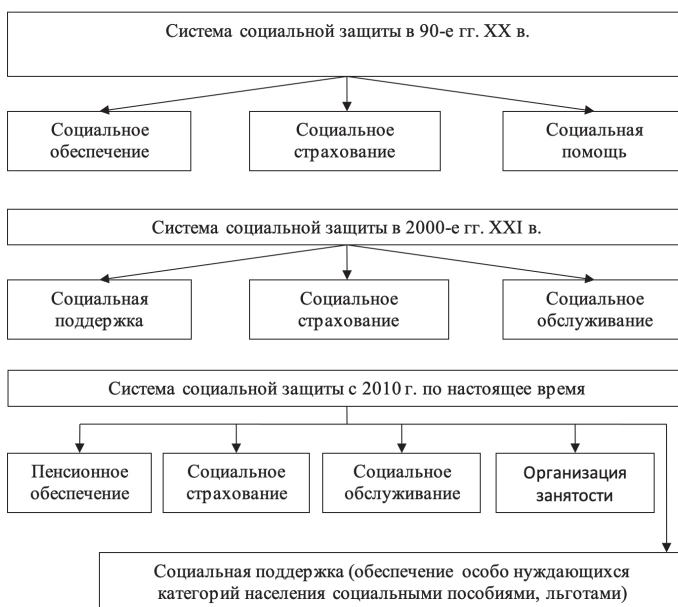 Система социальной защиты в 90-е гг. XX в.
Социальное
обеспечение
Социальное
страхование
Социальная
помощь
Система социальной защиты в 2000-е гг. XXI в.
Социальная
поддержка
Социальное
страхование
Социальное
обслуживание
Система социальной защиты с 2010 г. по настоящее время
Пенсионное
обеспечение
Социальное
страхование
Социальное
обслуживание
Организация
занятости
Социальная поддержка (обеспечение особо нуждающихся
категорий населения социальными пособиями, льготами)